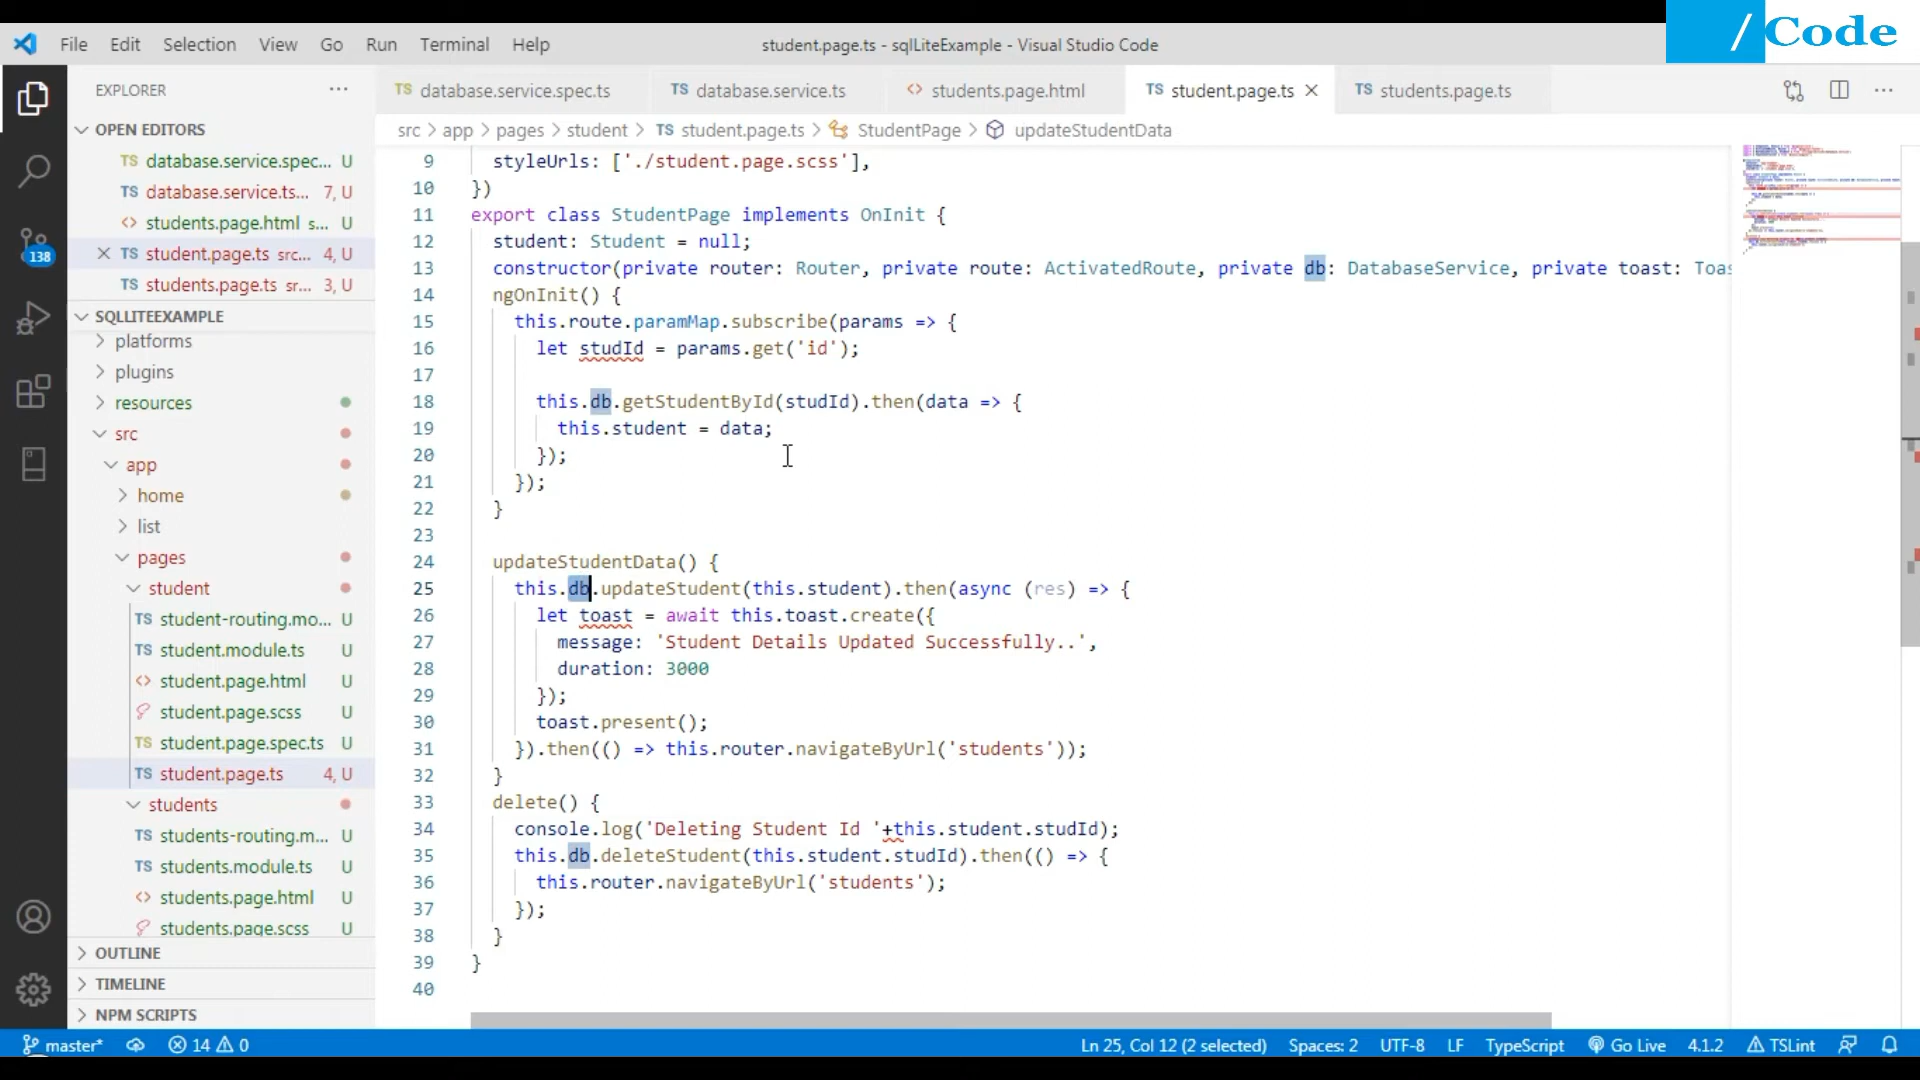 /Code
File Edit Selection View Go Run Terminal Help
student.page.ts - sqlLiteExample - Visual Studio Code
EXPLORER ···
TS database.service.spec.ts
TS database.service.ts
<> students.page.html
TS student.page.ts ×
TS students.page.ts
src > app > pages > student > TS student.page.ts > StudentPage > updateStudentData
OPEN EDITORS
TS database.service.spec... U
TS database.service.ts... 7, U
<> students.page.html s... U
× TS student.page.ts src... 4, U
TS students.page.ts sr... 3, U
SQLLITEEXAMPLE
138
platforms
plugins
resources
src
app
home
list
pages
student
TS student-routing.mo... U
TS student.module.ts U
<> student.page.html U
student.page.scss U
TS student.page.spec.ts U
TS student.page.ts 4, U
students
TS students-routing.m... U
TS students.module.ts U
<> students.page.html U
students.page.scss U
OUTLINE
TIMELINE
NPM SCRIPTS
9 styleUrls: ['./student.page.scss'],
10 })
11 export class StudentPage implements OnInit {
12 student: Student = null;
13 constructor(private router: Router, private route: ActivatedRoute, private db: DatabaseService, private toast: Toas
14 ngOnInit() {
15 this.route.paramMap.subscribe(params => {
16 let studId = params.get('id');
17
18 this.db.getStudentById(studId).then(data => {
19 this.student = data;
20 });
21 });
22 }
23
24 updateStudentData() {
25 this.db.updateStudent(this.student).then(async (res) => {
26 let toast = await this.toast.create({
27 message: 'Student Details Updated Successfully..',
28 duration: 3000
29 });
30 toast.present();
31 }).then(() => this.router.navigateByUrl('students'));
32 }
33 delete() {
34 console.log('Deleting Student Id '+this.student.studId);
35 this.db.deleteStudent(this.student.studId).then(() => {
36 this.router.navigateByUrl('students');
37 });
38 }
39 }
40
master* 14 0 Ln 25, Col 12 (2 selected) Spaces: 2 UTF-8 LF TypeScript Go Live 4.1.2 TSLint